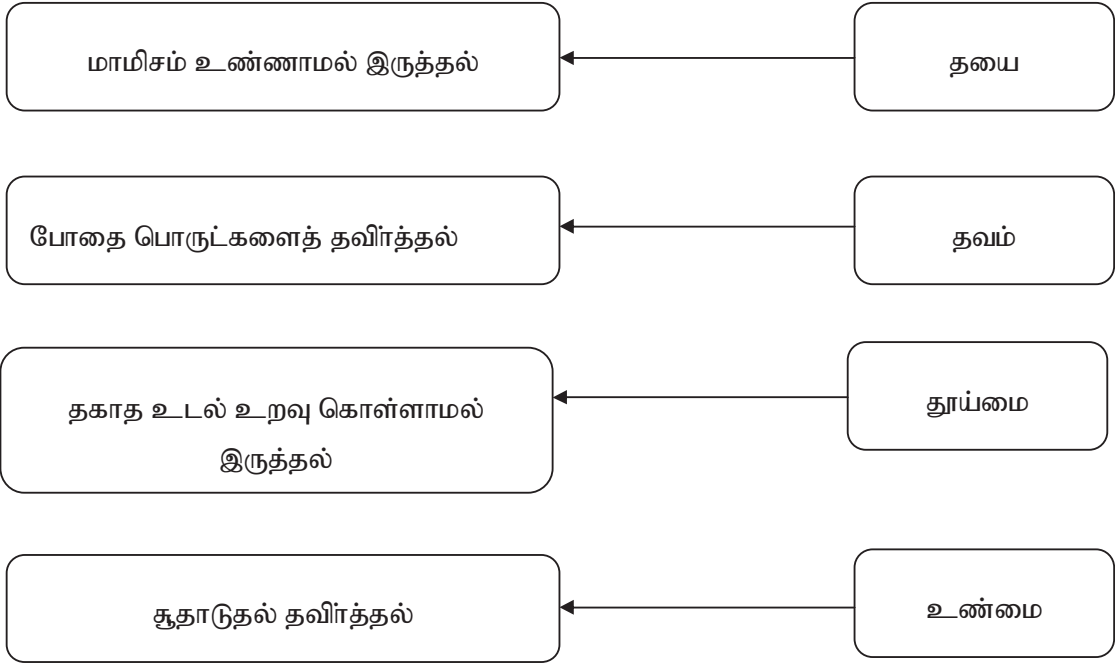 மாமிசம் உண்ணாமல் இருத்தல்
தயை
போதை பொருட்களைத் தவிர்த்தல்
தவம்
தகாத உடல் உறவு கொள்ளாமல்
இருத்தல்
தூய்மை
சூதாடுதல் தவிர்த்தல்
உண்மை